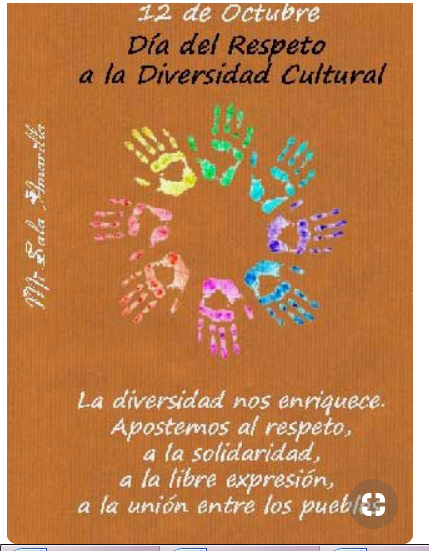 12 de Octubre
Día del Respeto
a la Diversidad Cultural
Mi Sala Amarilla
La diversidad nos enriquece.
Apostemos al respeto,
a la solidaridad,
a la libre expresión,
a la unión entre los